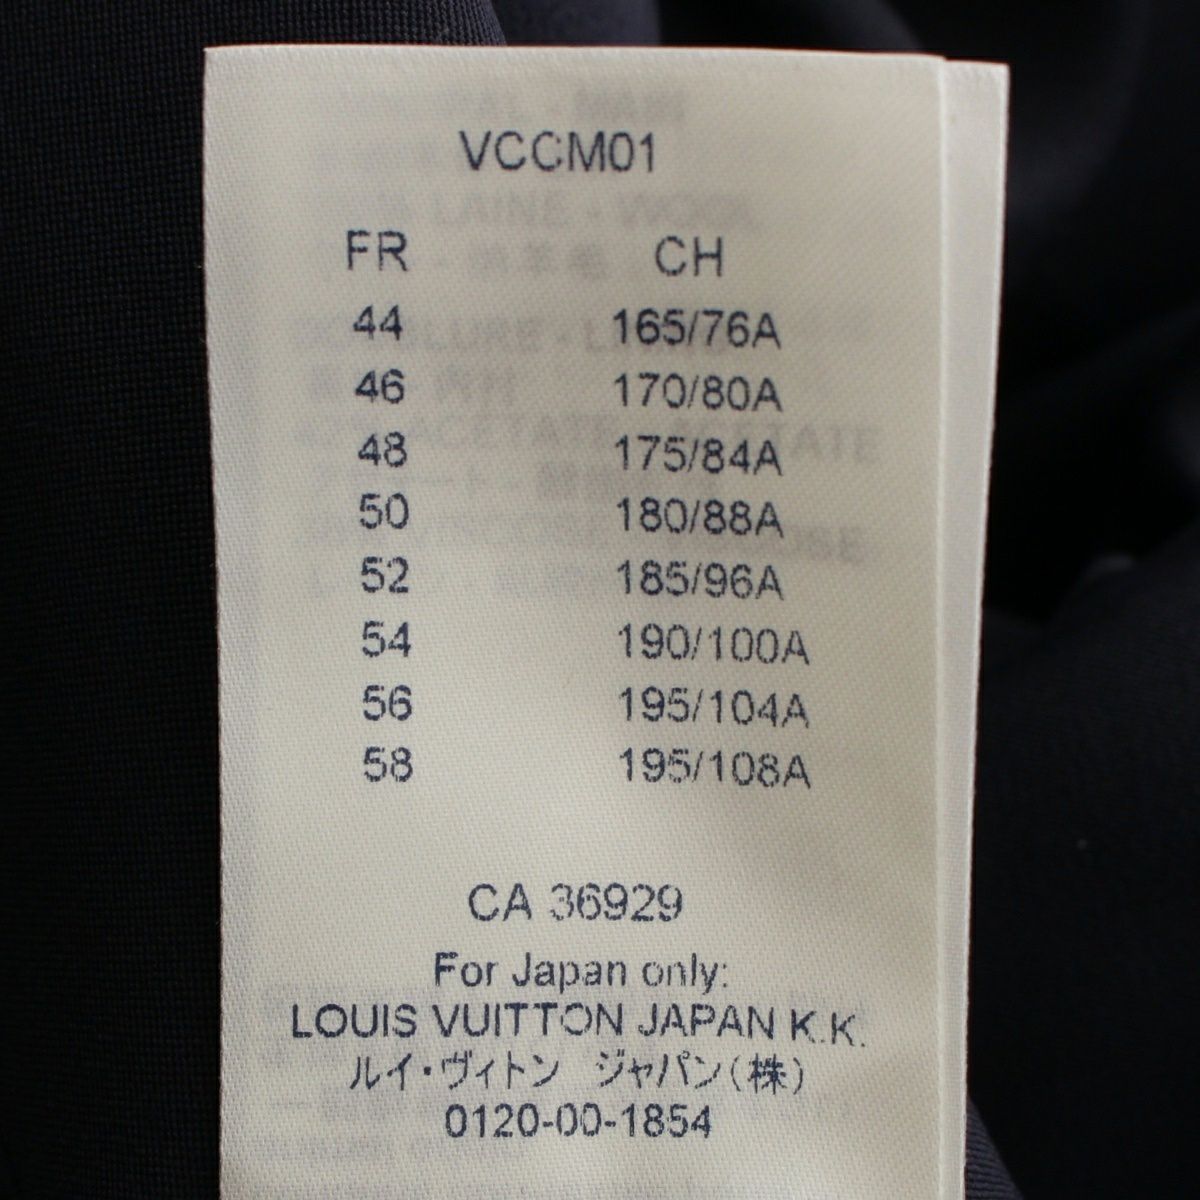 VCCM01
FR CH
44 165/76A
46 170/80A
48 175/84A
50 180/88A
52 185/96A
54 190/100A
56 195/104A
58 195/108A
CA 36929
For Japan only:
LOUIS VUITTON JAPAN K.K.
ルイ・ヴィトン ジャパン(株)
0120-00-1854